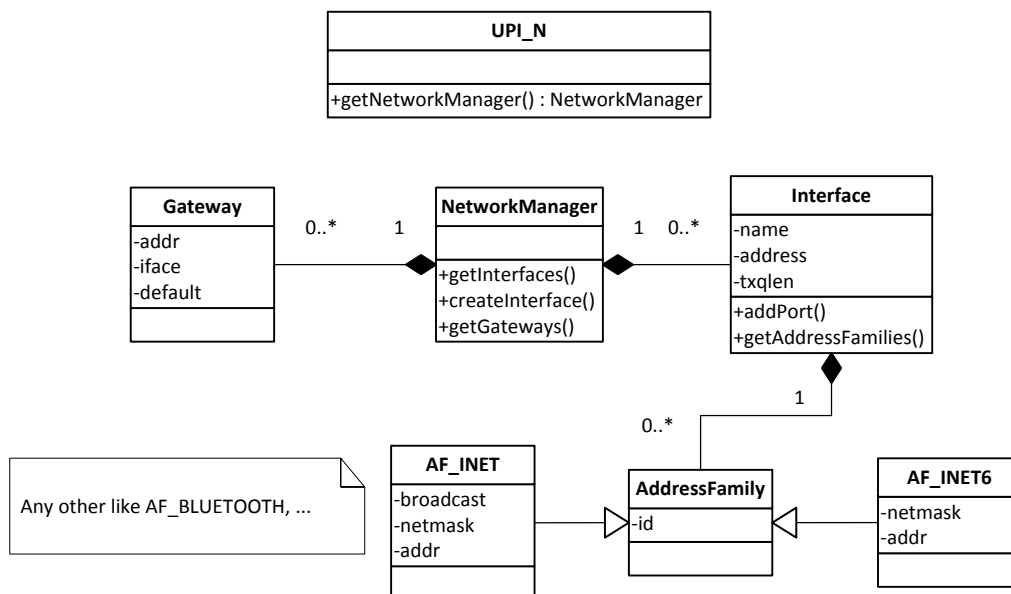 UPI_N
+getNetworkManager() : NetworkManager
Gateway
-addr
-iface
-default
0..*
1
NetworkManager
+getInterfaces()
+createInterface()
+getGateways()
1
0..*
Interface
-name
-address
-txqlen
+addPort()
+getAddressFamilies()
1
0..*
Any other like AF_BLUETOOTH, ...
AF_INET
-broadcast
-netmask
-addr
AddressFamily
-id
AF_INET6
-netmask
-addr